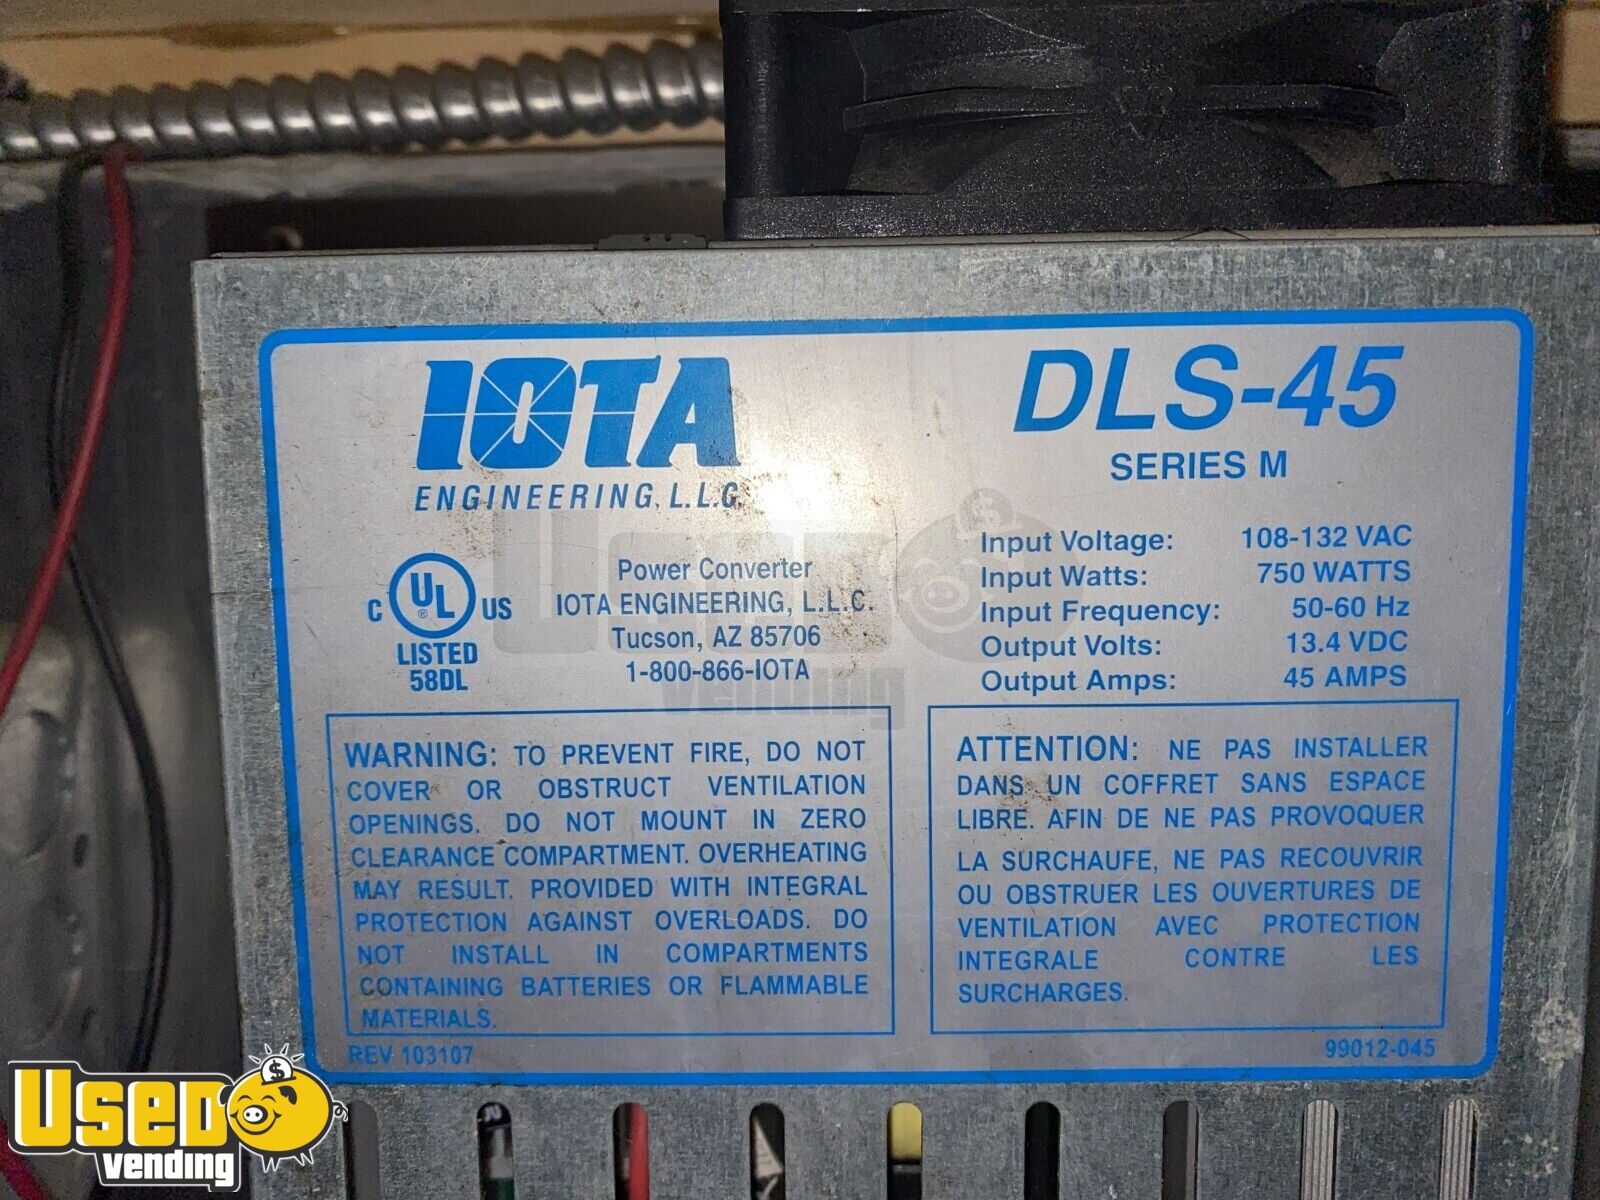 IOTA
ENGINEERING, L.L.C.
DLS-45
SERIES M
C UL US
®
LISTED
58DL
Power Converter
IOTA ENGINEERING, L.L.C.
Tucson, AZ 85706
1-800-866-IOTA
Input Voltage: 108-132 VAC
Input Watts: 750 WATTS
Input Frequency: 50-60 Hz
Output Volts: 13.4 VDC
Output Amps: 45 AMPS
WARNING: TO PREVENT FIRE, DO NOT
COVER OR OBSTRUCT VENTILATION
OPENINGS. DO NOT MOUNT IN ZERO
CLEARANCE COMPARTMENT. OVERHEATING
MAY RESULT. PROVIDED WITH INTEGRAL
PROTECTION AGAINST OVERLOADS. DO
NOT INSTALL IN COMPARTMENTS
CONTAINING BATTERIES OR FLAMMABLE
MATERIALS.
ATTENTION: NE PAS INSTALLER
DANS UN COFFRET SANS ESPACE
LIBRE. AFIN DE NE PAS PROVOQUER
LA SURCHAUFE, NE PAS RECOUVRIR
OU OBSTRUER LES OUVERTURES DE
VENTILATION AVEC PROTECTION
INTEGRALE CONTRE LES
SURCHARGES.
REV 103107
99012-045
USED
vending
$
USED
vending
$